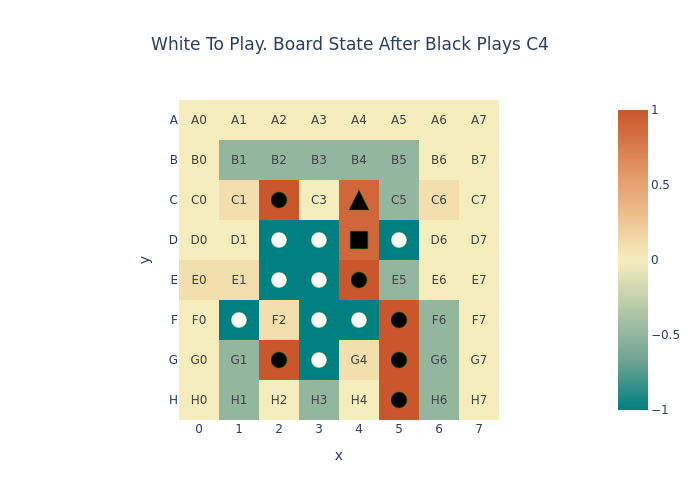 White To Play. Board State After Black Plays C4
A A0 A1 A2 A3 A4 A5 A6 A7
B B0 B1 B2 B3 B4 B5 B6 B7
C C0 C1 C3 C5 C6 C7
D D0 D1 D6 D7
E E0 E1 E5 E6 E7
F F0 F2 F6 F7
G G0 G1 G4 G6 G7
H H0 H1 H2 H3 H4 H6 H7
0 1 2 3 4 5 6 7
x
y
1
0.5
0
−0.5
−1